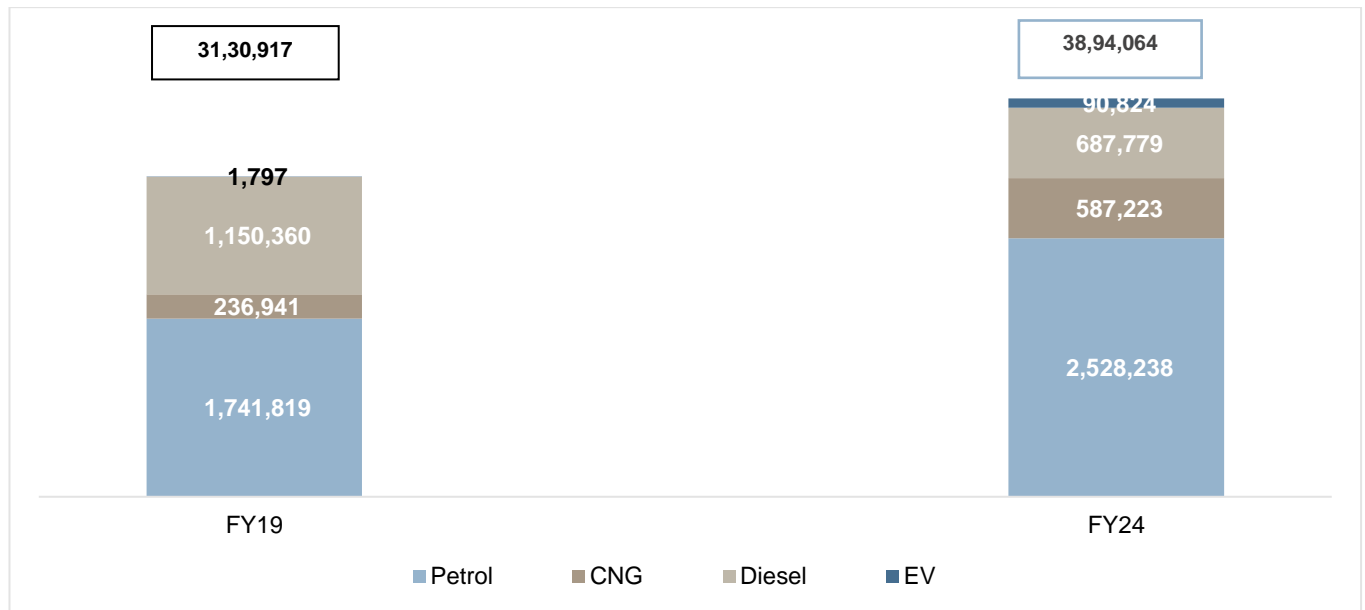 31,30,917
38,94,064
1,797
1,150,360
236,941
1,741,819
90,824
687,779
587,223
2,528,238
FY19
FY24
Petrol
CNG
Diesel
EV